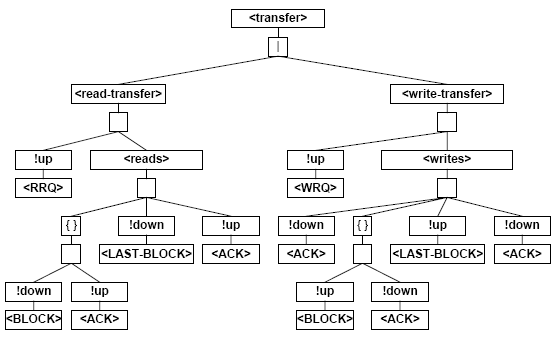 <transfer>
|
<read-transfer> <write-transfer>
!up <reads> !up <writes>
<RRQ> <WRQ>
{ } !down !up !down { } !up !down
<LAST-BLOCK> <ACK> <ACK> <LAST-BLOCK> <ACK>
!down !up !up !down
<BLOCK> <ACK> <BLOCK> <ACK>